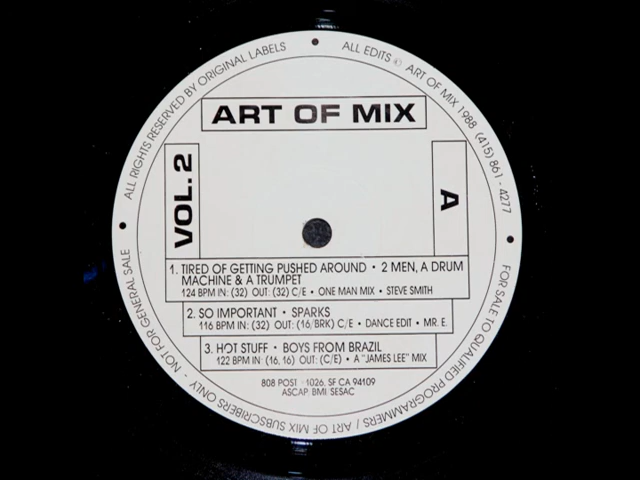 ALL RIGHTS RESERVED BY ORIGINAL LABELS • ALL EDITS © ART OF MIX 1988 (415) 861-4277 • FOR SALE TO QUALIFIED PROGRAMMERS / ART OF MIX SUBSCRIBERS ONLY - NOT FOR GENERAL SALE •
ART OF MIX
VOL. 2
A
1. TIRED OF GETTING PUSHED AROUND • 2 MEN, A DRUM
MACHINE & A TRUMPET
124 BPM IN: (32) OUT: (32) C/E • ONE MAN MIX • STEVE SMITH
2. SO IMPORTANT • SPARKS
116 BPM IN: (32) OUT: (16/BRK) C/E • DANCE EDIT • MR. E.
3. HOT STUFF • BOYS FROM BRAZIL
122 BPM IN: (16, 16) OUT: (C/E) • A "JAMES LEE" MIX
808 POST · 1026, SF CA 94109
ASCAP, BMI SESAC